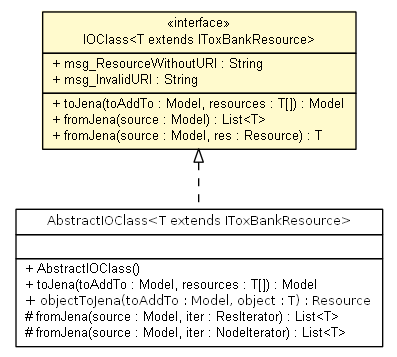 «interface»
IOClass<T extends IToxBankResource>
+ msg_ResourceWithoutURI : String
+ msg_InvalidURI : String
+ toJena(toAddTo : Model, resources : T[]) : Model
+ fromJena(source : Model) : List<T>
+ fromJena(source : Model, res : Resource) : T
AbstractIOClass<T extends IToxBankResource>
+ AbstractIOClass()
+ toJena(toAddTo : Model, resources : T[]) : Model
+ objectToJena(toAddTo : Model, object : T) : Resource
# fromJena(source : Model, iter : ResIterator) : List<T>
# fromJena(source : Model, iter : NodeIterator) : List<T>